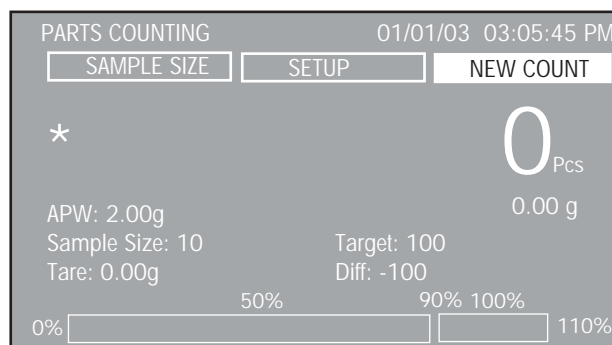 PARTS COUNTING 01/01/03 03:05:45 PM
SAMPLE SIZE SETUP NEW COUNT
* 0 Pcs
0.00 g
APW: 2.00g
Sample Size: 10 Target: 100
Tare: 0.00g Diff: -100
50% 90% 100%
0% 110%